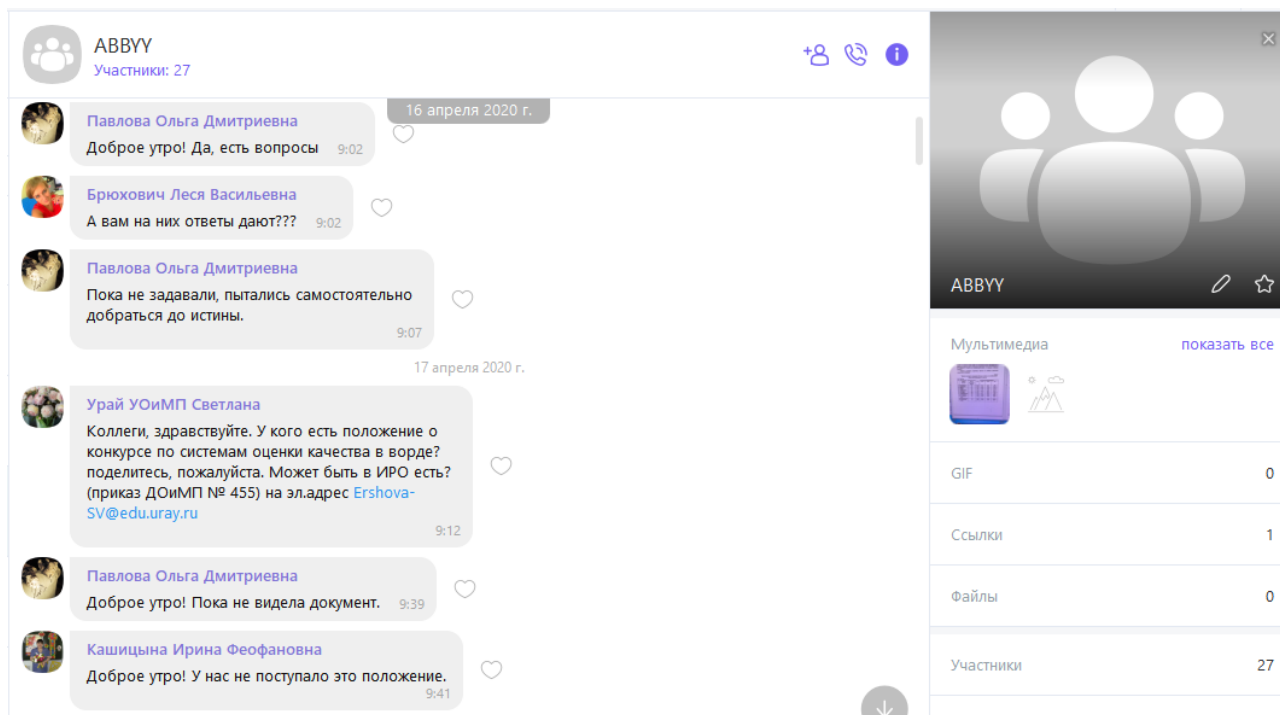 ABBYY
Участники: 27
16 апреля 2020 г.
Павлова Ольга Дмитриевна
Доброе утро! Да, есть вопросы 9:02
Брюхович Леся Васильевна
А вам на них ответы дают??? 9:02
Павлова Ольга Дмитриевна
Пока не задавали, пытались самостоятельно
добраться до истины.
9:07
17 апреля 2020 г.
Урай УОиМП Светлана
Коллеги, здравствуйте. У кого есть положение о
конкурсе по системам оценки качества в ворде?
поделитесь, пожалуйста. Может быть в ИРО есть?
(приказ ДОиМП № 455) на эл.адрес Ershova-
SV@edu.uray.ru
9:12
Павлова Ольга Дмитриевна
Доброе утро! Пока не видела документ. 9:39
Кашицына Ирина Феофановна
Доброе утро! У нас не поступало это положение.
9:41
ABBYY
Мультимедиа показать все
GIF 0
Ссылки 1
Файлы 0
Участники 27